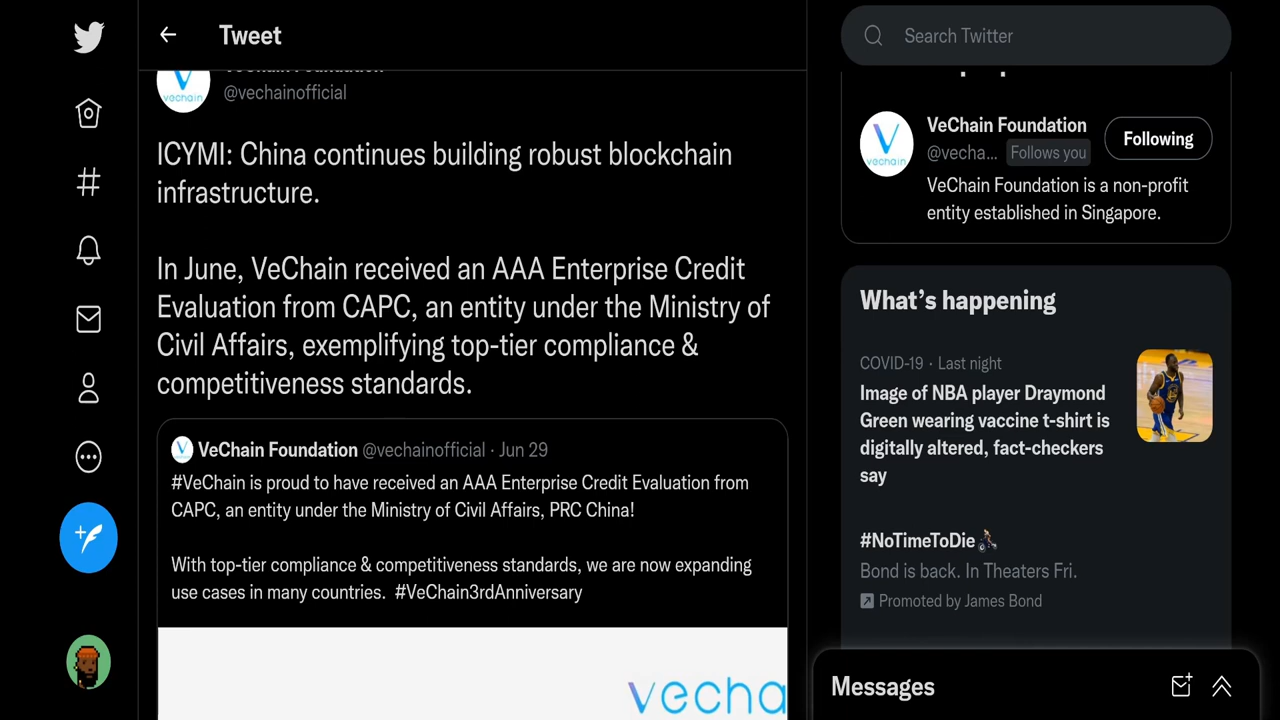 Tweet
@vechainofficial
vechain
ICYMI: China continues building robust blockchain
infrastructure.
In June, VeChain received an AAA Enterprise Credit
Evaluation from CAPC, an entity under the Ministry of
Civil Affairs, exemplifying top-tier compliance &
competitiveness standards.
VeChain Foundation @vechainofficial · Jun 29
#VeChain is proud to have received an AAA Enterprise Credit Evaluation from
CAPC, an entity under the Ministry of Civil Affairs, PRC China!
With top-tier compliance & competitiveness standards, we are now expanding
use cases in many countries. #VeChain3rdAnniversary
vecha
Search Twitter
vechain
VeChain Foundation
@vecha... Follows you
Following
VeChain Foundation is a non-profit
entity established in Singapore.
What's happening
COVID-19 · Last night
Image of NBA player Draymond
Green wearing vaccine t-shirt is
digitally altered, fact-checkers
say
#NoTimeToDie
Bond is back. In Theaters Fri.
Promoted by James Bond
Messages